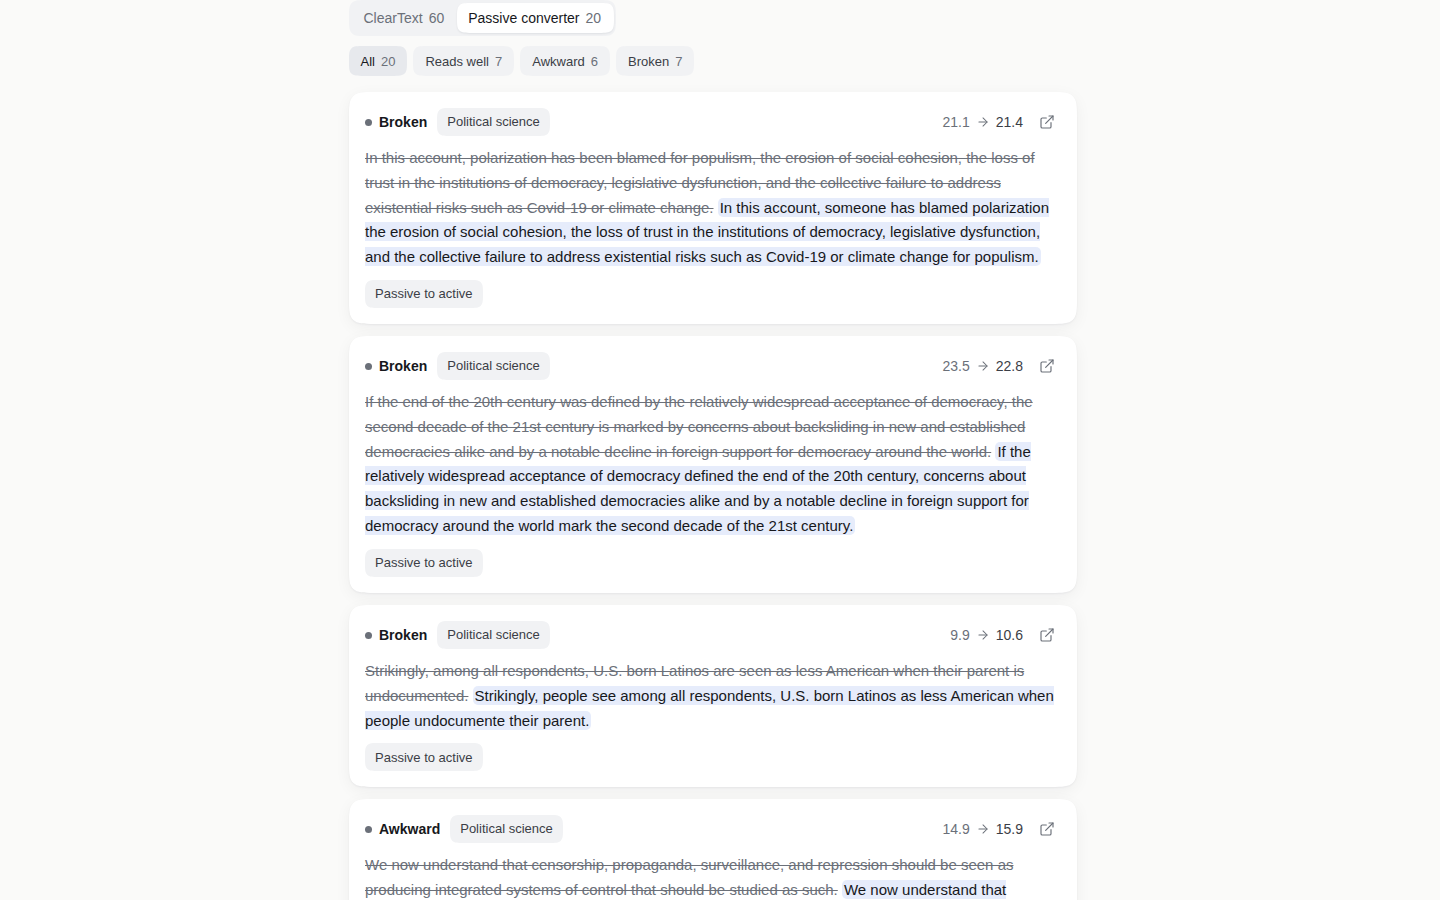 ClearText 60 Passive converter 20
All 20 Reads well 7 Awkward 6 Broken 7
Broken Political science 21.1 → 21.4
In this account, polarization has been blamed for populism, the erosion of social cohesion, the loss of
trust in the institutions of democracy, legislative dysfunction, and the collective failure to address
existential risks such as Covid-19 or climate change. In this account, someone has blamed polarization
the erosion of social cohesion, the loss of trust in the institutions of democracy, legislative dysfunction,
and the collective failure to address existential risks such as Covid-19 or climate change for populism.
Passive to active
Broken Political science 23.5 → 22.8
If the end of the 20th century was defined by the relatively widespread acceptance of democracy, the
second decade of the 21st century is marked by concerns about backsliding in new and established
democracies alike and by a notable decline in foreign support for democracy around the world. If the
relatively widespread acceptance of democracy defined the end of the 20th century, concerns about
backsliding in new and established democracies alike and by a notable decline in foreign support for
democracy around the world mark the second decade of the 21st century.
Passive to active
Broken Political science 9.9 → 10.6
Strikingly, among all respondents, U.S. born Latinos are seen as less American when their parent is
undocumented. Strikingly, people see among all respondents, U.S. born Latinos as less American when
people undocumente their parent.
Passive to active
Awkward Political science 14.9 → 15.9
We now understand that censorship, propaganda, surveillance, and repression should be seen as
producing integrated systems of control that should be studied as such. We now understand that